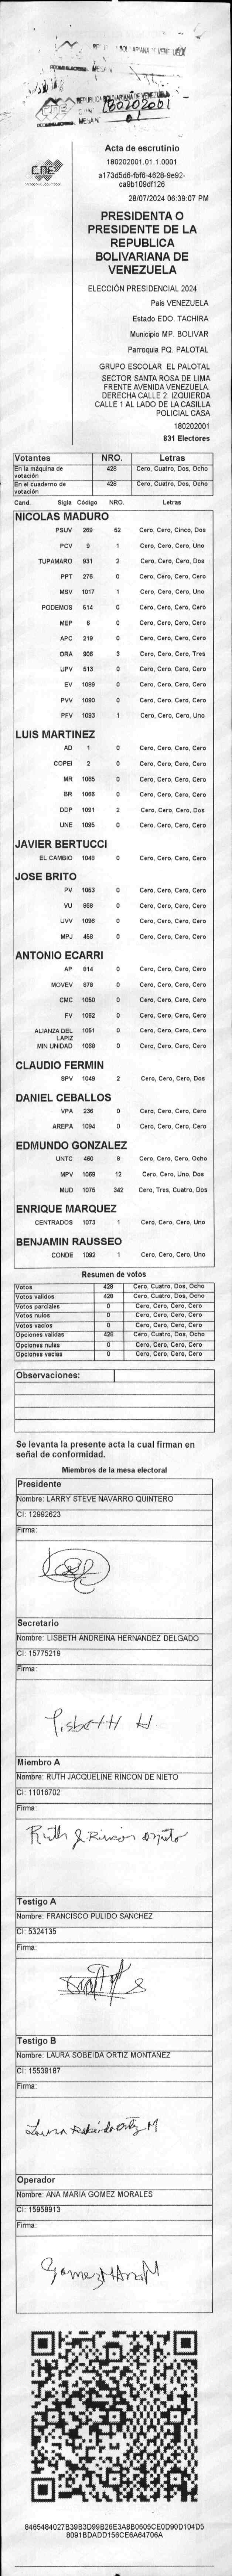 REPUBLICA BOLIVARIANA DE VENEZUELA
180202001
01
CNE
Acta de escrutinio
180202001.01.1.0001
a173d5d6-fbf6-4628-9e92-
ca9b109df126
28/07/2024 06:39:07 PM
PRESIDENTA O
PRESIDENTE DE LA
REPUBLICA
BOLIVARIANA DE
VENEZUELA
ELECCIÓN PRESIDENCIAL 2024
País VENEZUELA
Estado EDO. TACHIRA
Municipio MP. BOLIVAR
Parroquia PQ. PALOTAL
GRUPO ESCOLAR EL PALOTAL
SECTOR SANTA ROSA DE LIMA
FRENTE AVENIDA VENEZUELA.
DERECHA CALLE 2. IZQUIERDA
CALLE 1 AL LADO DE LA CASILLA
POLICIAL CASA
180202001
831 Electores
Votantes NRO. Letras
En la máquina de votación 428 Cero, Cuatro, Dos, Ocho
En el cuaderno de votación 428 Cero, Cuatro, Dos, Ocho
Cand. Sigla Código NRO. Letras
NICOLAS MADURO
PSUV 269 52 Cero, Cero, Cinco, Dos
PCV 9 1 Cero, Cero, Cero, Uno
TUPAMARO 931 2 Cero, Cero, Cero, Dos
PPT 276 0 Cero, Cero, Cero, Cero
MSV 1017 1 Cero, Cero, Cero, Uno
PODEMOS 514 0 Cero, Cero, Cero, Cero
MEP 6 0 Cero, Cero, Cero, Cero
APC 219 0 Cero, Cero, Cero, Cero
ORA 906 3 Cero, Cero, Cero, Tres
UPV 513 0 Cero, Cero, Cero, Cero
EV 1089 0 Cero, Cero, Cero, Cero
PVV 1090 0 Cero, Cero, Cero, Cero
PFV 1093 1 Cero, Cero, Cero, Uno
LUIS MARTINEZ
AD 1 0 Cero, Cero, Cero, Cero
COPEI 2 0 Cero, Cero, Cero, Cero
MR 1065 0 Cero, Cero, Cero, Cero
BR 1066 0 Cero, Cero, Cero, Cero
DDP 1091 2 Cero, Cero, Cero, Dos
UNE 1095 0 Cero, Cero, Cero, Cero
JAVIER BERTUCCI
EL CAMBIO 1048 0 Cero, Cero, Cero, Cero
JOSE BRITO
PV 1053 0 Cero, Cero, Cero, Cero
VU 868 0 Cero, Cero, Cero, Cero
UVV 1096 0 Cero, Cero, Cero, Cero
MPJ 458 0 Cero, Cero, Cero, Cero
ANTONIO ECARRI
AP 814 0 Cero, Cero, Cero, Cero
MOVEV 878 0 Cero, Cero, Cero, Cero
CMC 1050 0 Cero, Cero, Cero, Cero
FV 1062 0 Cero, Cero, Cero, Cero
ALIANZA DEL LAPIZ 1051 0 Cero, Cero, Cero, Cero
MIN UNIDAD 1088 0 Cero, Cero, Cero, Cero
CLAUDIO FERMIN
SPV 1049 2 Cero, Cero, Cero, Dos
DANIEL CEBALLOS
VPA 236 0 Cero, Cero, Cero, Cero
AREPA 1094 0 Cero, Cero, Cero, Cero
EDMUNDO GONZALEZ
UNTC 460 8 Cero, Cero, Cero, Ocho
MPV 1069 12 Cero, Cero, Uno, Dos
MUD 1075 342 Cero, Tres, Cuatro, Dos
ENRIQUE MARQUEZ
CENTRADOS 1073 1 Cero, Cero, Cero, Uno
BENJAMIN RAUSSEO
CONDE 1092 1 Cero, Cero, Cero, Uno
Resumen de votos
Votos 428 Cero, Cuatro, Dos, Ocho
Votos validos 428 Cero, Cuatro, Dos, Ocho
Votos parciales 0 Cero, Cero, Cero, Cero
Votos nulos 0 Cero, Cero, Cero, Cero
Votos vacios 0 Cero, Cero, Cero, Cero
Opciones validas 428 Cero, Cuatro, Dos, Ocho
Opciones nulas 0 Cero, Cero, Cero, Cero
Opciones vacias 0 Cero, Cero, Cero, Cero
Observaciones:
Se levanta la presente acta la cual firman en
señal de conformidad.
Miembros de la mesa electoral
Presidente
Nombre: LARRY STEVE NAVARRO QUINTERO
CI: 12992623
Firma:
Secretario
Nombre: LISBETH ANDREINA HERNANDEZ DELGADO
CI: 15775219
Firma:
Lisbeth H
Miembro A
Nombre: RUTH JACQUELINE RINCON DE NIETO
CI: 11016702
Firma:
Ruth J. Rincon de Nieto
Testigo A
Nombre: FRANCISCO PULIDO SANCHEZ
CI: 5324135
Firma:
Testigo B
Nombre: LAURA SOBEIDA ORTIZ MONTAÑEZ
CI: 15539187
Firma:
Laura Sobeida Ortiz M
Operador
Nombre: ANA MARIA GOMEZ MORALES
CI: 15958913
Firma:
Gomez M Ana M
8465484027B39B3D99B26E3A8B0605CE0D90D104D5
8091BDADD156CE6A64706A